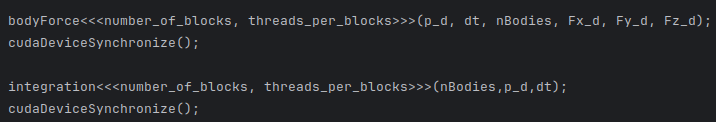 bodyForce<<<number_of_blocks, threads_per_blocks>>>(p_d, dt, nBodies, Fx_d, Fy_d, Fz_d);
cudaDeviceSynchronize();
integration<<<number_of_blocks, threads_per_blocks>>>(nBodies,p_d,dt);
cudaDeviceSynchronize();